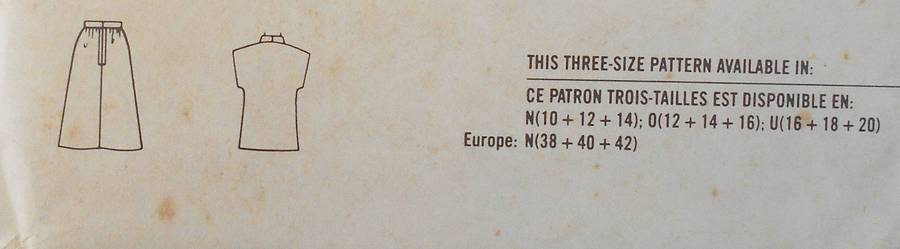 THIS THREE-SIZE PATTERN AVAILABLE IN:
CE PATRON TROIS-TAILLES EST DISPONIBLE EN:
N(10 + 12 + 14); O(12 + 14 + 16); U(16 + 18 + 20)
Europe: N(38 + 40 + 42)